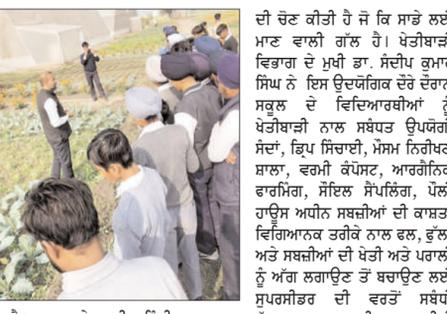 ਦੀ ਚੋਣ ਕੀਤੀ ਹੈ ਜੋ ਕਿ ਸਾਡੇ ਲਈ
ਮਾਣ ਵਾਲੀ ਗੱਲ ਹੈ। ਖੇਤੀਬਾੜੀ
ਵਿਭਾਗ ਦੇ ਮੁਖੀ ਡਾ. ਸੰਦੀਪ ਕੁਮਾਰ
ਸਿੰਘ ਨੇ ਇਸ ਉਦਯੋਗਿਕ ਦੌਰੇ ਦੌਰਾਨ
ਸਕੂਲ ਦੇ ਵਿਦਿਆਰਥੀਆਂ ਨੂੰ
ਖੇਤੀਬਾੜੀ ਨਾਲ ਸਬੰਧਤ ਉਪਯੋਗੀ
ਸੰਦਾਂ, ਡ੍ਰਿਪ ਸਿੰਚਾਈ, ਮੌਸਮ ਨਿਰੀਖਣ
ਸ਼ਾਲਾ, ਵਰਮੀ ਕੰਪੋਸਟ, ਆਰਗੈਨਿਕ
ਫਾਰਮਿੰਗ, ਸੌਇਲ ਸੈਂਪਲਿੰਗ, ਪੌਲੀ
ਹਾਊਸ ਅਧੀਨ ਸਬਜ਼ੀਆਂ ਦੀ ਕਾਸ਼ਤ
ਵਿਗਿਆਨਕ ਤਰੀਕੇ ਨਾਲ ਫਲ, ਫੁੱਲ
ਅਤੇ ਸਬਜ਼ੀਆਂ ਦੀ ਖੇਤੀ ਅਤੇ ਪਰਾਲੀ
ਨੂੰ ਅੱਗ ਲਗਾਉਣ ਤੋਂ ਬਚਾਉਣ ਲਈ
ਸੁਪਰਸੀਡਰ ਦੀ ਵਰਤੋਂ ਸਬੰਧੀ